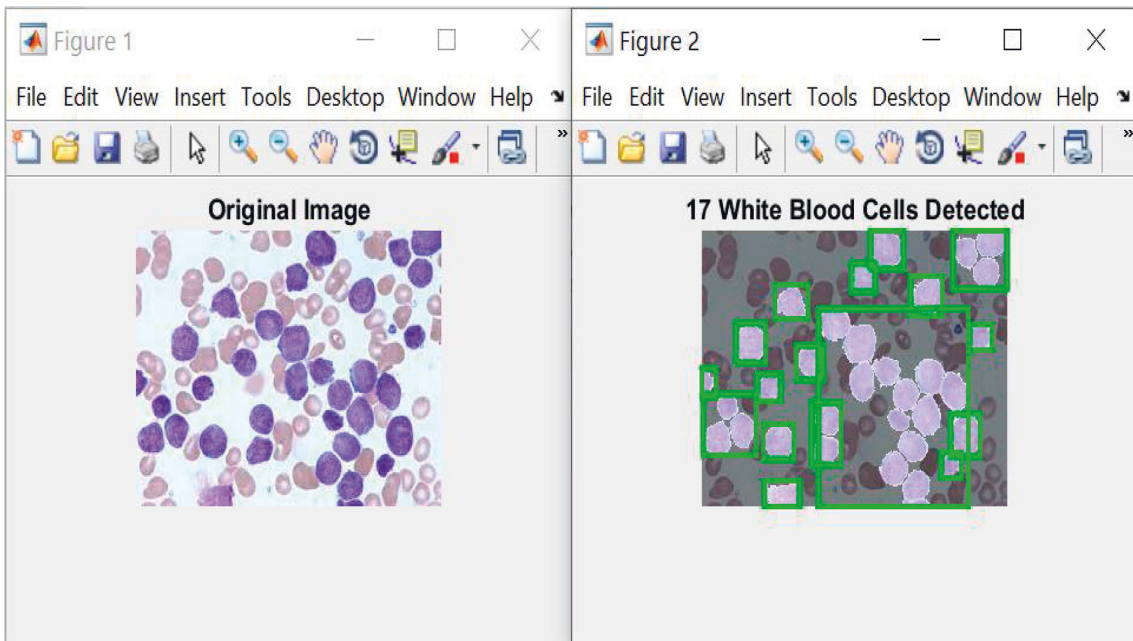 Figure 1
File Edit View Insert Tools Desktop Window Help
»
Original Image
Figure 2
File Edit View Insert Tools Desktop Window Help
»
17 White Blood Cells Detected